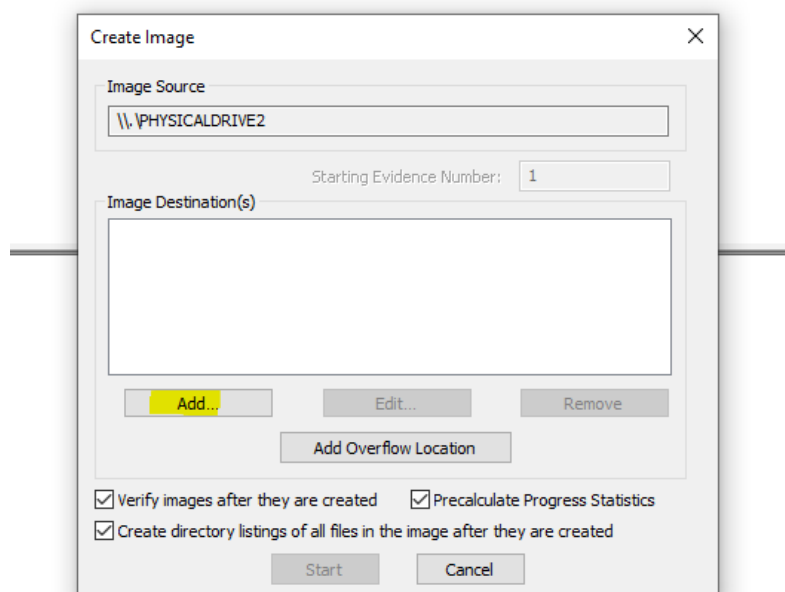 Create Image
Image Source
\\.\PHYSICALDRIVE2
Starting Evidence Number: 1
Image Destination(s)
Add... Edit... Remove
Add Overflow Location
Verify images after they are created Precalculate Progress Statistics
Create directory listings of all files in the image after they are created
Start Cancel